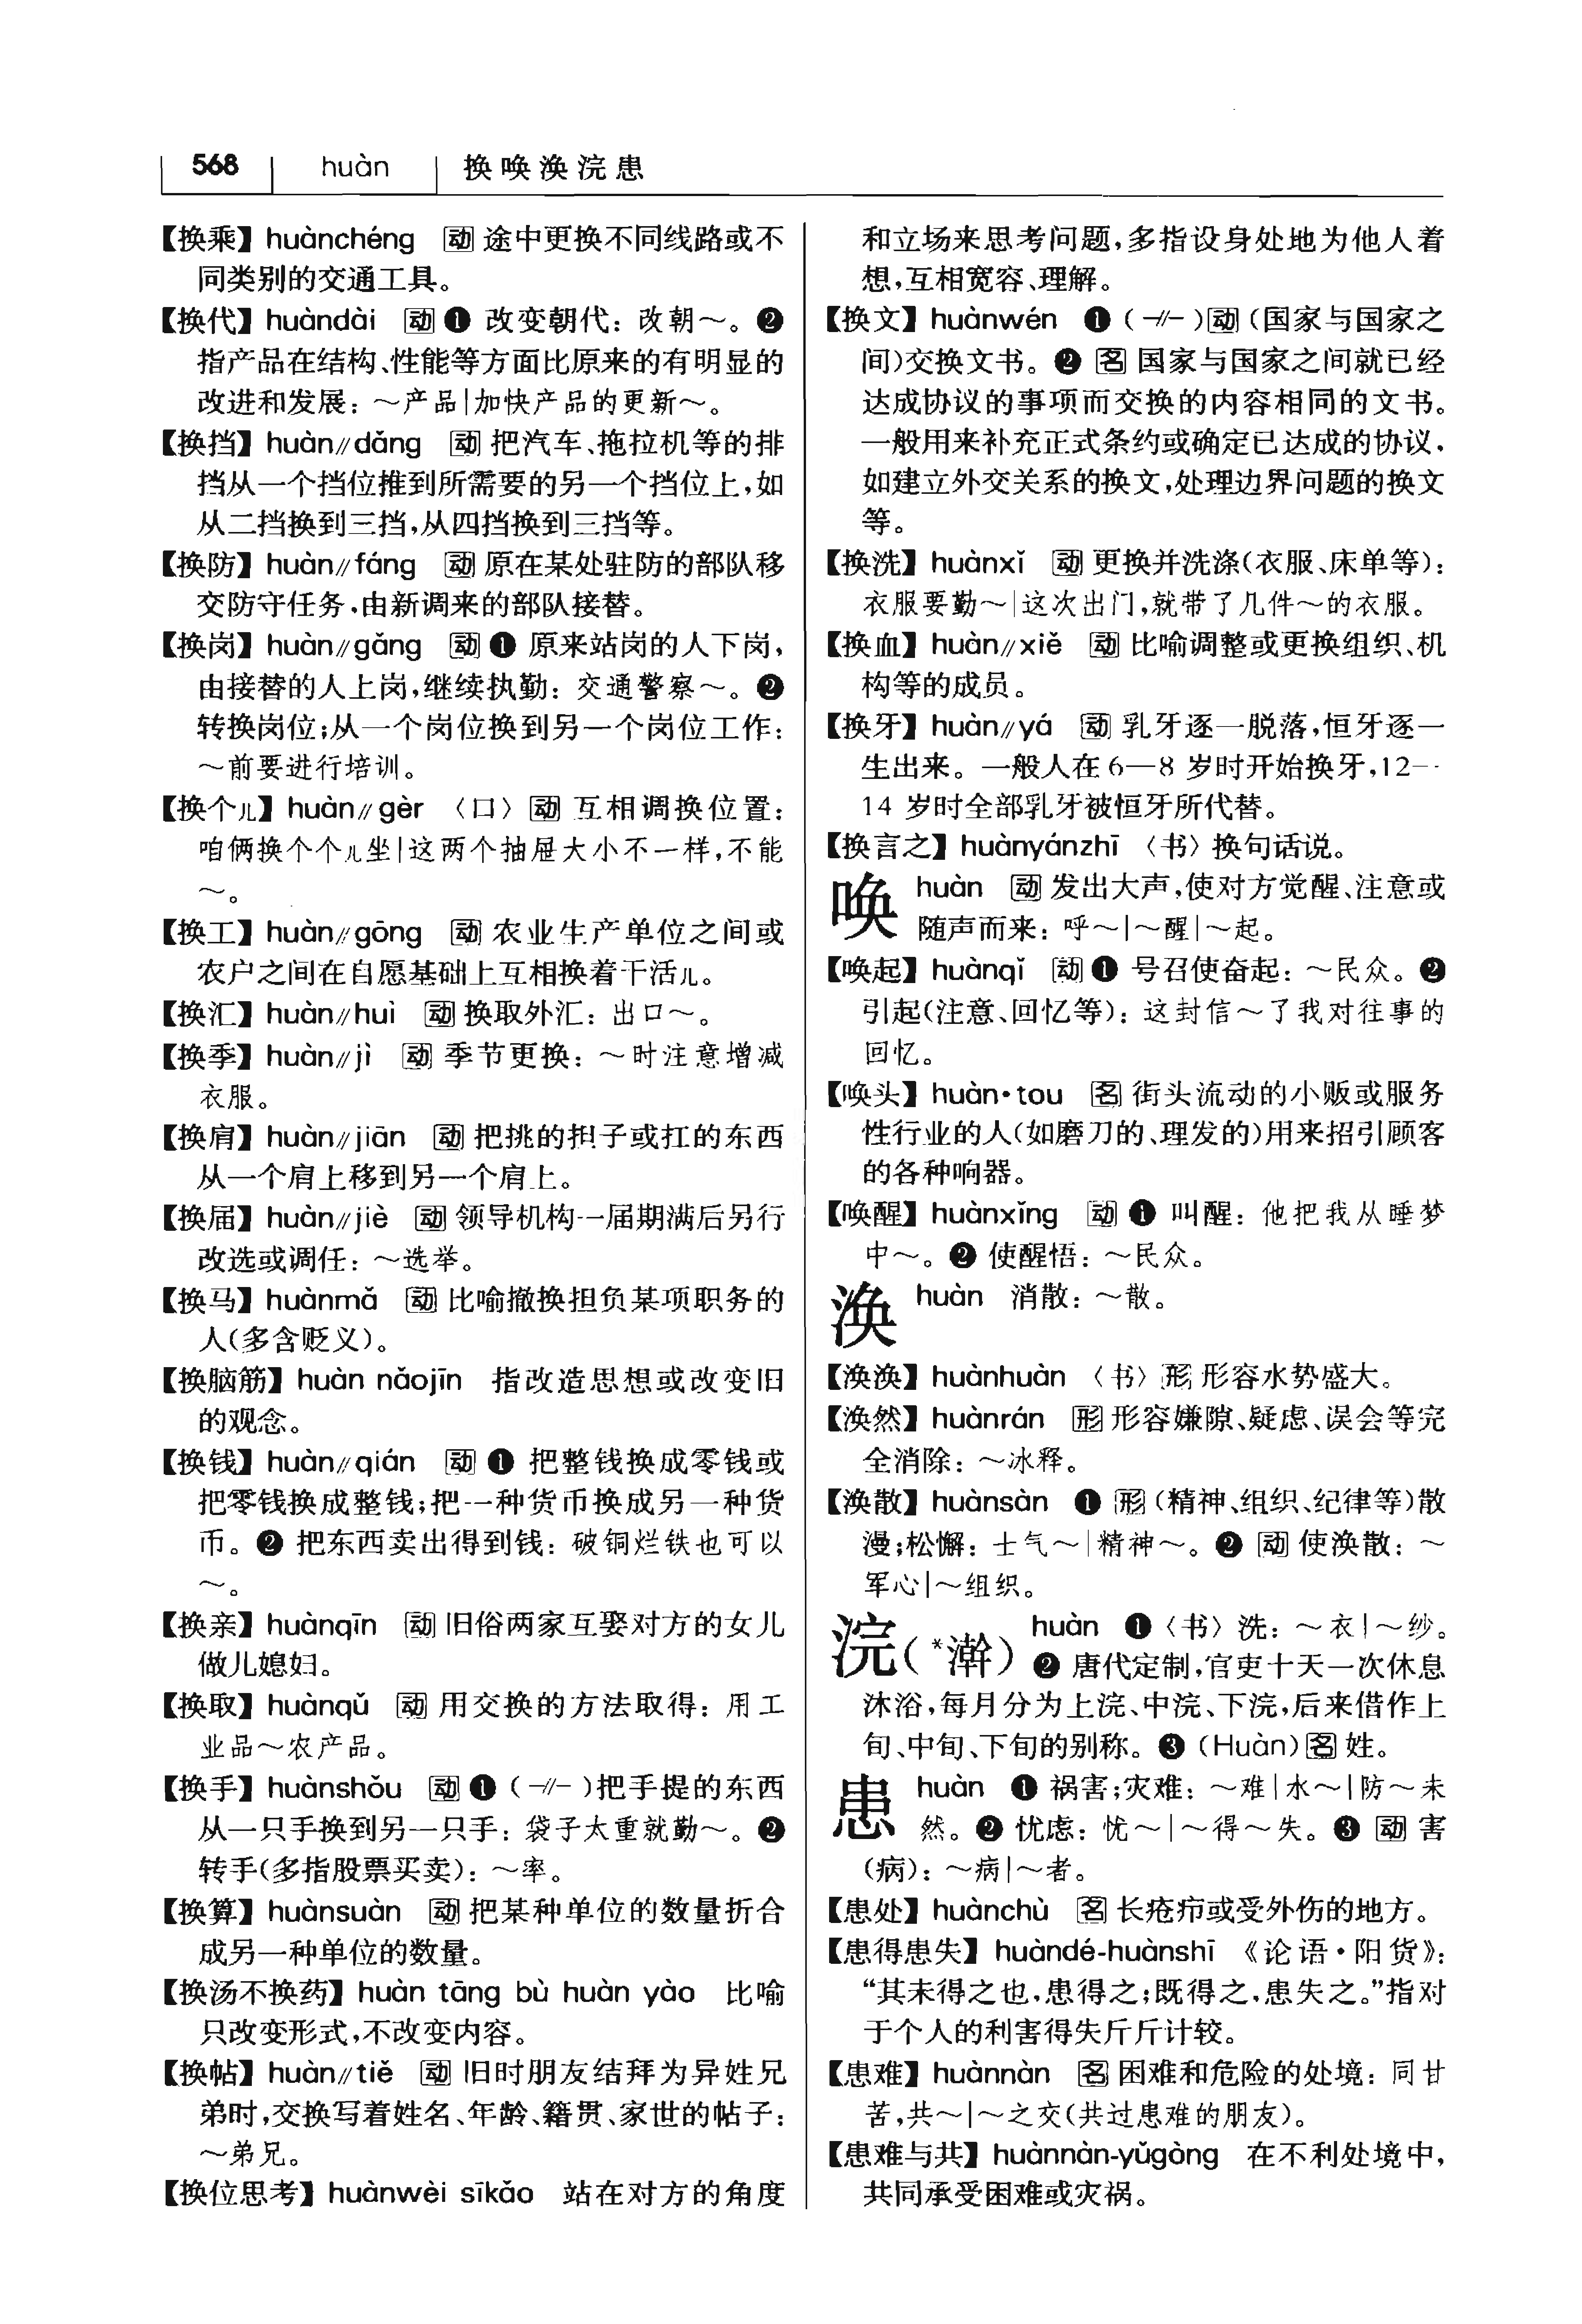 568 huàn 换唤涣浣患
【换乘】huànchéng 动 途中更换不同线路或不
同类别的交通工具。
【换代】huàndài 动 ❶ 改变朝代：改朝～。❷
指产品在结构、性能等方面比原来的有明显的
改进和发展：～产品|加快产品的更新～。
【换挡】huàn∥dǎng 动 把汽车、拖拉机等的排
挡从一个挡位推到所需要的另一个挡位上，如
从二挡换到三挡，从四挡换到三挡等。
【换防】huàn∥fáng 动 原在某处驻防的部队移
交防守任务，由新调来的部队接替。
【换岗】huàn∥gǎng 动 ❶ 原来站岗的人下岗，
由接替的人上岗，继续执勤：交通警察～。❷
转换岗位；从一个岗位换到另一个岗位工作：
～前要进行培训。
【换个儿】huàn∥gèr 〈口〉 动 互相调换位置：
咱俩换个个儿坐|这两个抽屉大小不一样，不能
～。
【换工】huàn∥gōng 动 农业生产单位之间或
农户之间在自愿基础上互相换着干活儿。
【换汇】huàn∥huì 动 换取外汇：出口～。
【换季】huàn∥jì 动 季节更换：～时注意增减
衣服。
【换肩】huàn∥jiān 动 把挑的担子或扛的东西
从一个肩上移到另一个肩上。
【换届】huàn∥jiè 动 领导机构一届期满后另行
改选或调任：～选举。
【换马】huànmǎ 动 比喻撤换担负某项职务的
人（多含贬义）。
【换脑筋】huàn nǎojīn 指改造思想或改变旧
的观念。
【换钱】huàn∥qián 动 ❶ 把整钱换成零钱或
把零钱换成整钱；把一种货币换成另一种货
币。❷ 把东西卖出得到钱：破铜烂铁也可以
～。
【换亲】huànqīn 动 旧俗两家互娶对方的女儿
做儿媳妇。
【换取】huànqǔ 动 用交换的方法取得：用工
业品～农产品。
【换手】huànshǒu 动 ❶（-∥-）把手提的东西
从一只手换到另一只手：袋子太重就勤～。❷
转手（多指股票买卖）：～率。
【换算】huànsuàn 动 把某种单位的数量折合
成另一种单位的数量。
【换汤不换药】huàn tāng bù huàn yào 比喻
只改变形式，不改变内容。
【换帖】huàn∥tiě 动 旧时朋友结拜为异姓兄
弟时，交换写着姓名、年龄、籍贯、家世的帖子：
～弟兄。
【换位思考】huànwèi sīkǎo 站在对方的角度
和立场来思考问题，多指设身处地为他人着
想，互相宽容、理解。
【换文】huànwén ❶（-∥-）动（国家与国家之
间）交换文书。❷ 名 国家与国家之间就已经
达成协议的事项而交换的内容相同的文书。
一般用来补充正式条约或确定已达成的协议，
如建立外交关系的换文，处理边界问题的换文
等。
【换洗】huànxǐ 动 更换并洗涤（衣服、床单等）：
衣服要勤～|这次出门，就带了几件～的衣服。
【换血】huàn∥xiě 动 比喻调整或更换组织、机
构等的成员。
【换牙】huàn∥yá 动 乳牙逐一脱落，恒牙逐一
生出来。一般人在6—8 岁时开始换牙，12—
14 岁时全部乳牙被恒牙所代替。
【换言之】huànyánzhī 〈书〉换句话说。
唤 huàn 动 发出大声，使对方觉醒、注意或
随声而来：呼～|～醒|～起。
【唤起】huànqǐ 动 ❶ 号召使奋起：～民众。❷
引起（注意、回忆等）：这封信～了我对往事的
回忆。
【唤头】huàn•tou 名 街头流动的小贩或服务
性行业的人（如磨刀的、理发的）用来招引顾客
的各种响器。
【唤醒】huànxǐng 动 ❶ 叫醒：他把我从睡梦
中～。❷ 使醒悟：～民众。
涣 huàn 消散：～散。
【涣涣】huànhuàn 〈书〉 形 形容水势盛大。
【涣然】huànrán 形 形容嫌隙、疑虑、误会等完
全消除：～冰释。
【涣散】huànsàn ❶ 形（精神、组织、纪律等）散
漫；松懈：士气～|精神～。❷ 动 使涣散：～
军心|～组织。
浣（*澣） huàn ❶〈书〉洗：～衣|～纱。
❷ 唐代定制，官吏十天一次休息
沐浴，每月分为上浣、中浣、下浣，后来借作上
旬、中旬、下旬的别称。❸（Huàn）名 姓。
患 huàn ❶ 祸害；灾难：～难|水～|防～未
然。❷ 忧虑：忧～|～得～失。❸ 动 害
（病）：～病|～者。
【患处】huànchù 名 长疮疖或受外伤的地方。
【患得患失】huàndé-huànshī 《论语•阳货》：
“其未得之也，患得之；既得之，患失之。”指对
于个人的利害得失斤斤计较。
【患难】huànnàn 名 困难和危险的处境：同甘
苦，共～|～之交（共过患难的朋友）。
【患难与共】huànnàn-yǔgòng 在不利处境中，
共同承受困难或灾祸。